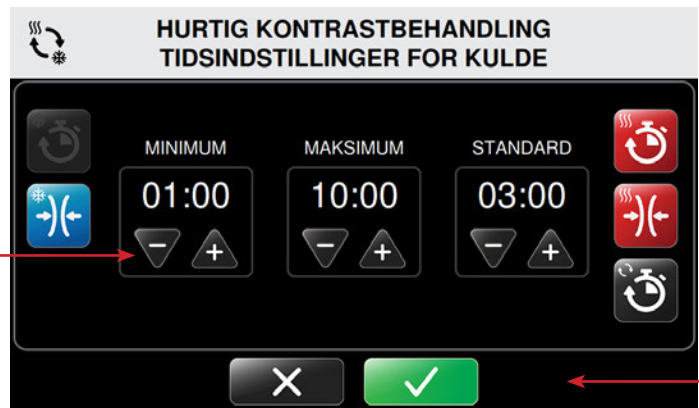 HURTIG KONTRASTBEHANDLING
TIDSINDSTILLINGER FOR KULDE
MINIMUM MAKSIMUM STANDARD
01:00 10:00 03:00